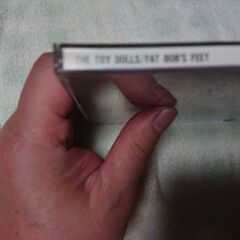 THE TOY DOLLS/FAT BOB'S FEET